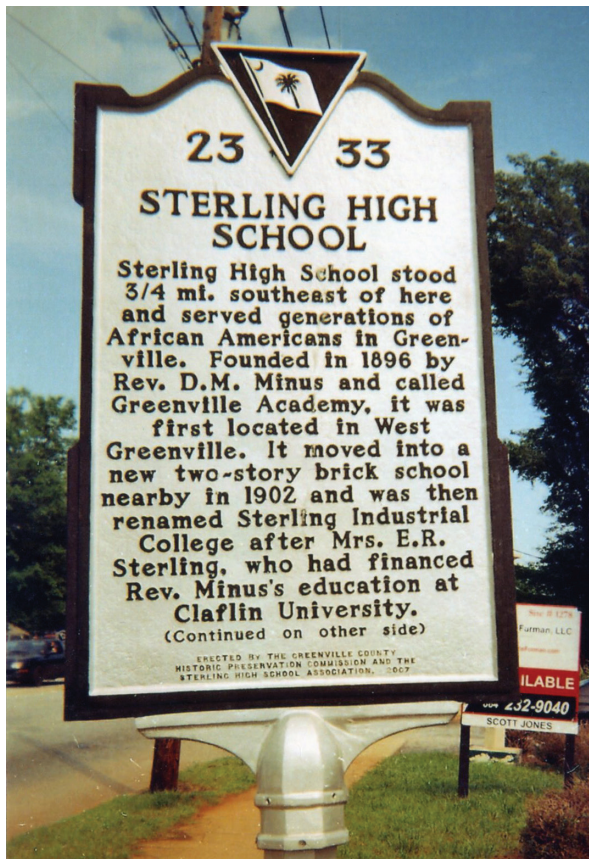 23 33
STERLING HIGH
SCHOOL
Sterling High School stood
3/4 mi. southeast of here
and served generations of
African Americans in Green-
ville. Founded in 1896 by
Rev. D.M. Minus and called
Greenville Academy, it was
first located in West
Greenville. It moved into a
new two-story brick school
nearby in 1902 and was then
renamed Sterling Industrial
College after Mrs. E.R.
Sterling, who had financed
Rev. Minus's education at
Claflin University.
(Continued on other side)
ERECTED BY THE GREENVILLE COUNTY
HISTORIC PRESERVATION COMMISSION AND THE
STERLING HIGH SCHOOL ASSOCIATION, 2007
Furman, LLC
ILABLE
232-9040
SCOTT JONES